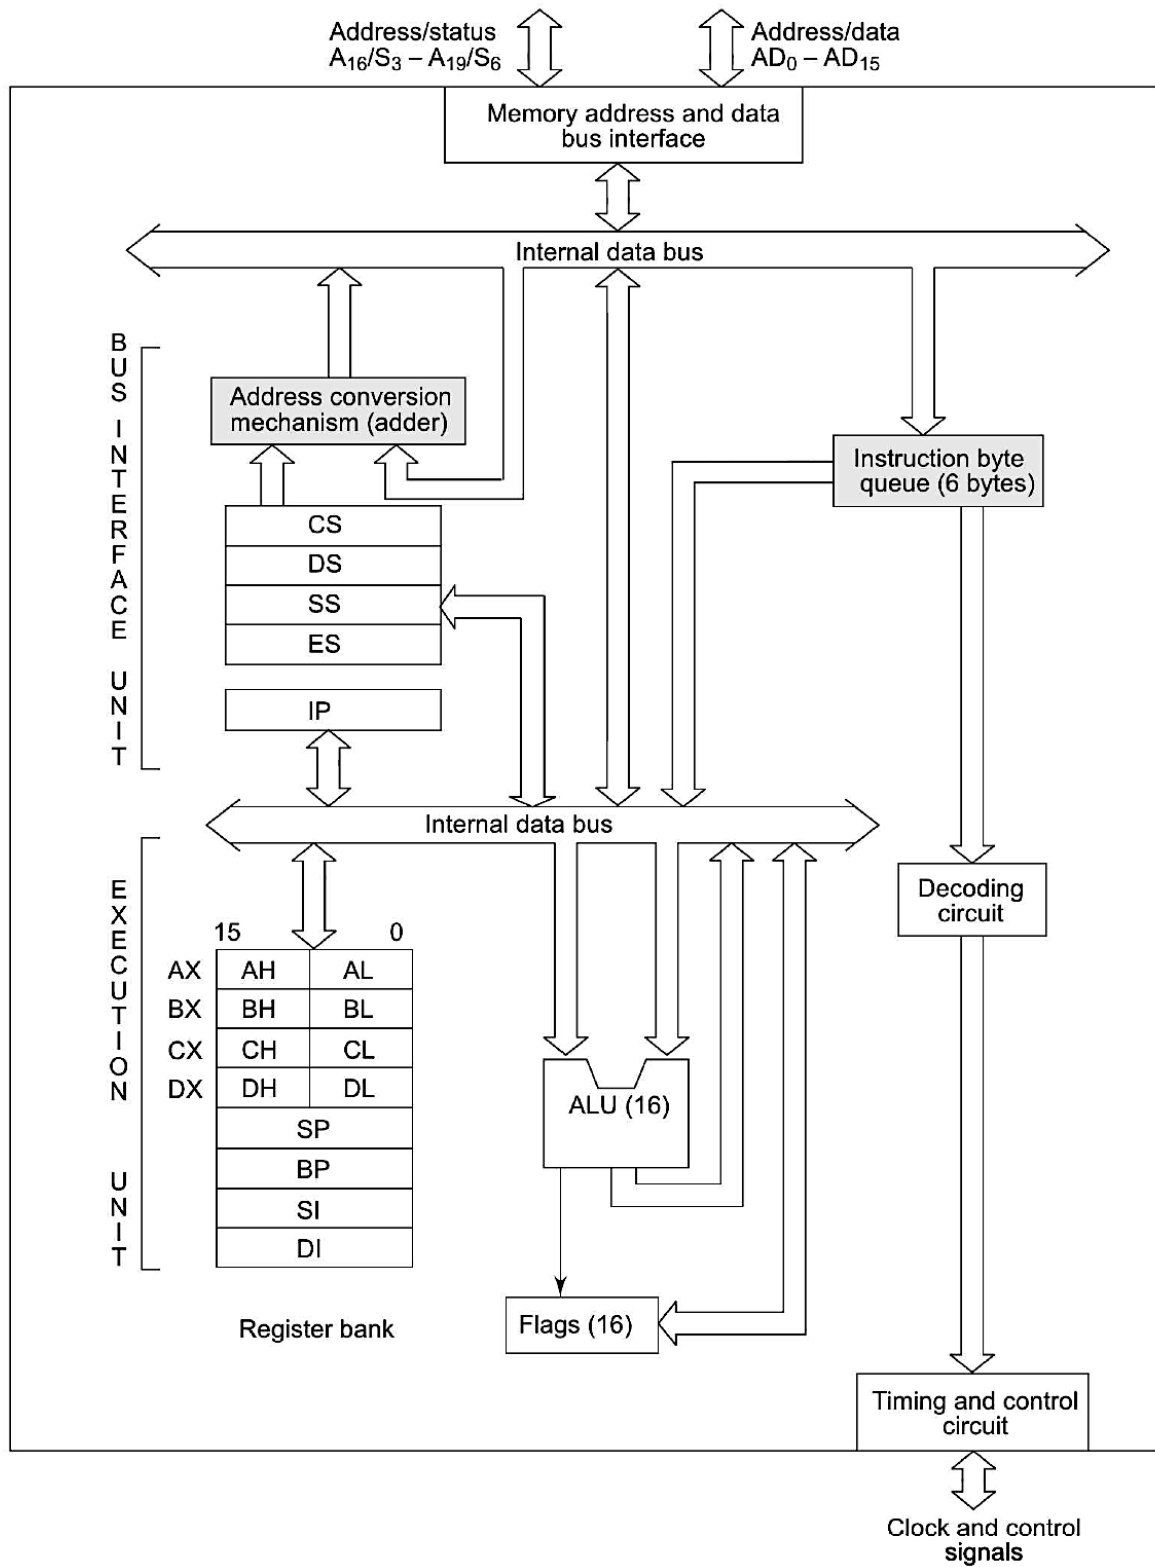 Address/status
A16/S3 – A19/S6
Address/data
AD0 – AD15
Memory address and data
bus interface
Internal data bus
BUS INTERFACE UNIT
Address conversion
mechanism (adder)
Instruction byte
queue (6 bytes)
CS
DS
SS
ES
IP
Internal data bus
EXECUTION UNIT
Decoding
circuit
15 0
AX AH AL
BX BH BL
CX CH CL
DX DH DL
SP
BP
SI
DI
ALU (16)
Register bank
Flags (16)
Timing and control
circuit
Clock and control
signals